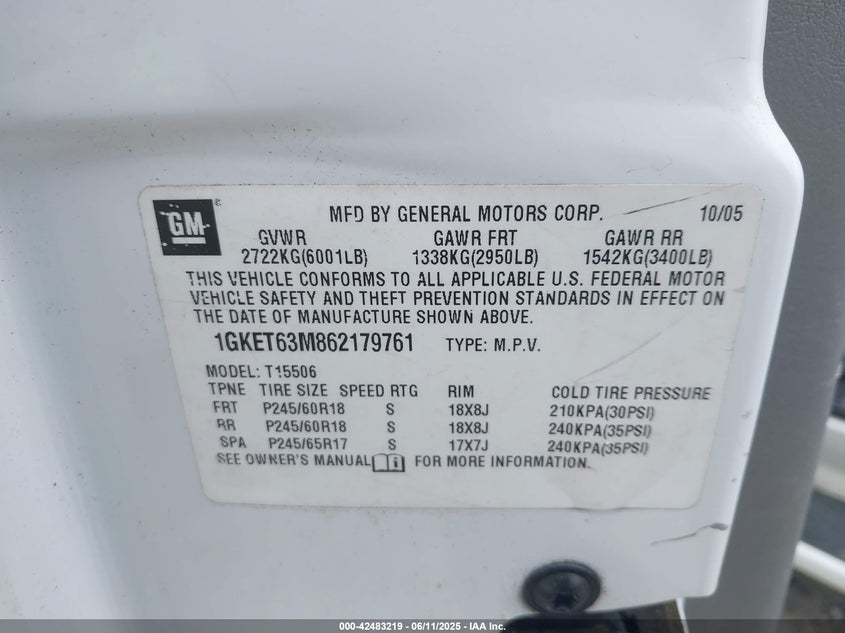 GM
®
MFD BY GENERAL MOTORS CORP. 10/05
GVWR GAWR FRT GAWR RR
2722KG(6001LB) 1338KG(2950LB) 1542KG(3400LB)
THIS VEHICLE CONFORMS TO ALL APPLICABLE U.S. FEDERAL MOTOR
VEHICLE SAFETY AND THEFT PREVENTION STANDARDS IN EFFECT ON
THE DATE OF MANUFACTURE SHOWN ABOVE.
1GKET63M862179761 TYPE: M.P.V.
MODEL: T15506
TPNE TIRE SIZE SPEED RTG RIM COLD TIRE PRESSURE
FRT P245/60R18 S 18X8J 210KPA(30PSI)
RR P245/60R18 S 18X8J 240KPA(35PSI)
SPA P245/65R17 S 17X7J 240KPA(35PSI)
SEE OWNER'S MANUAL i FOR MORE INFORMATION.
000-42483219 - 06/11/2025 - IAA Inc.